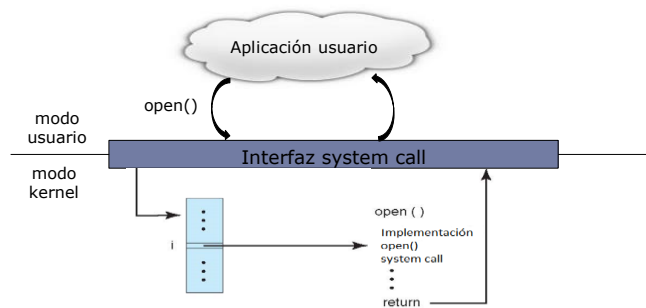 Aplicación usuario
open()
modo
usuario
Interfaz system call
modo
kernel
open ( )
Implementación
i
open()
system call
return